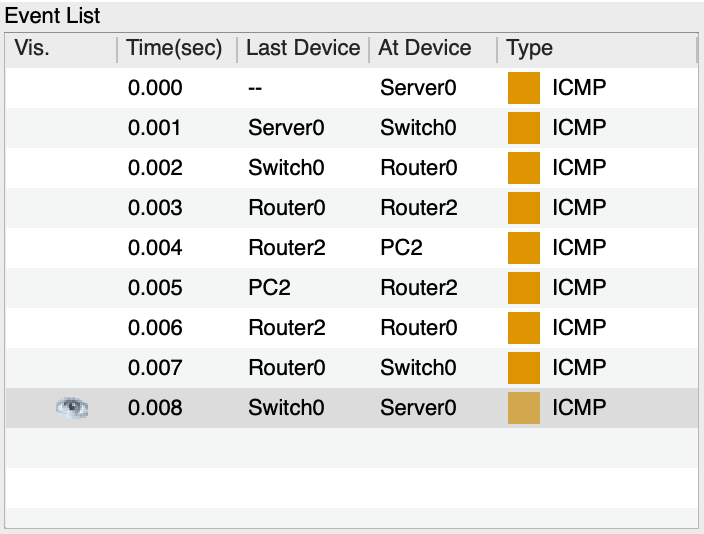 Event List
Vis. Time(sec) Last Device At Device Type
0.000 -- Server0 ICMP
0.001 Server0 Switch0 ICMP
0.002 Switch0 Router0 ICMP
0.003 Router0 Router2 ICMP
0.004 Router2 PC2 ICMP
0.005 PC2 Router2 ICMP
0.006 Router2 Router0 ICMP
0.007 Router0 Switch0 ICMP
0.008 Switch0 Server0 ICMP